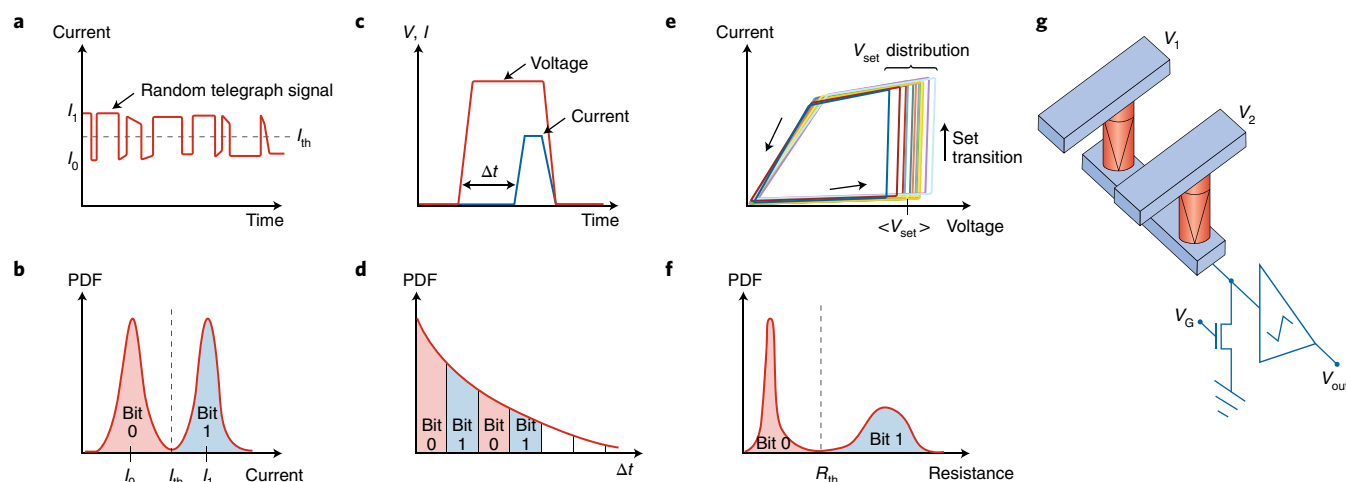 a
Current
Random telegraph signal
I1
Ith
I0
Time
b
PDF
Bit
0
Bit
1
I0
Ith
I1
Current
c
V, I
Voltage
Current
Δt
Time
d
PDF
Bit
0
Bit
1
Bit
0
Bit
1
Δt
e
Current
Vset distribution
Set
transition
<Vset>
Voltage
f
PDF
Bit 0
Bit 1
Rth
Resistance
g
V1
V2
VG
Vout